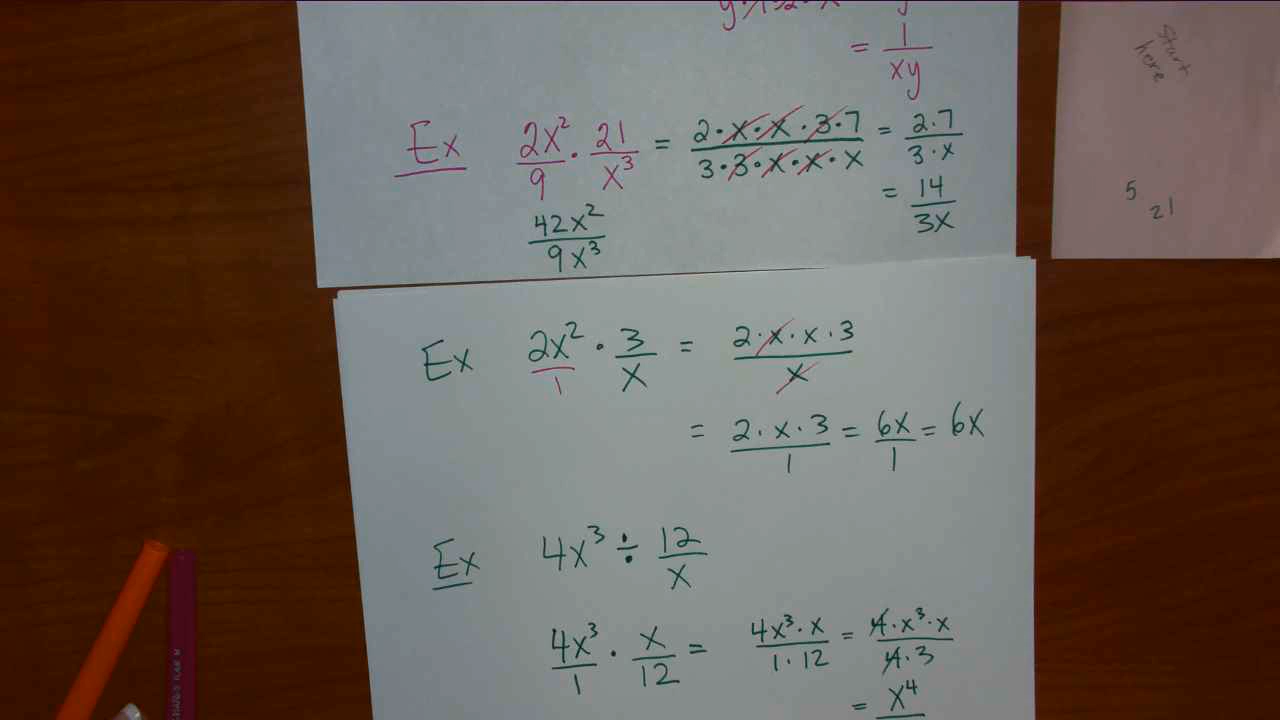 = 1/xy
Ex 2x²/9 · 21/x³ = 2·x·x·3·7/3·3·x·x·x = 2·7/3·x
42x²/9x³ = 14/3x
Ex 2x²/1 · 3/x = 2·x·x·3/x
= 2·x·3/1 = 6x/1 = 6x
Ex 4x³ ÷ 12/x
4x³/1 · x/12 = 4x³·x/1·12 = 4·x³·x/4·3
= x⁴
Start
here
5
21